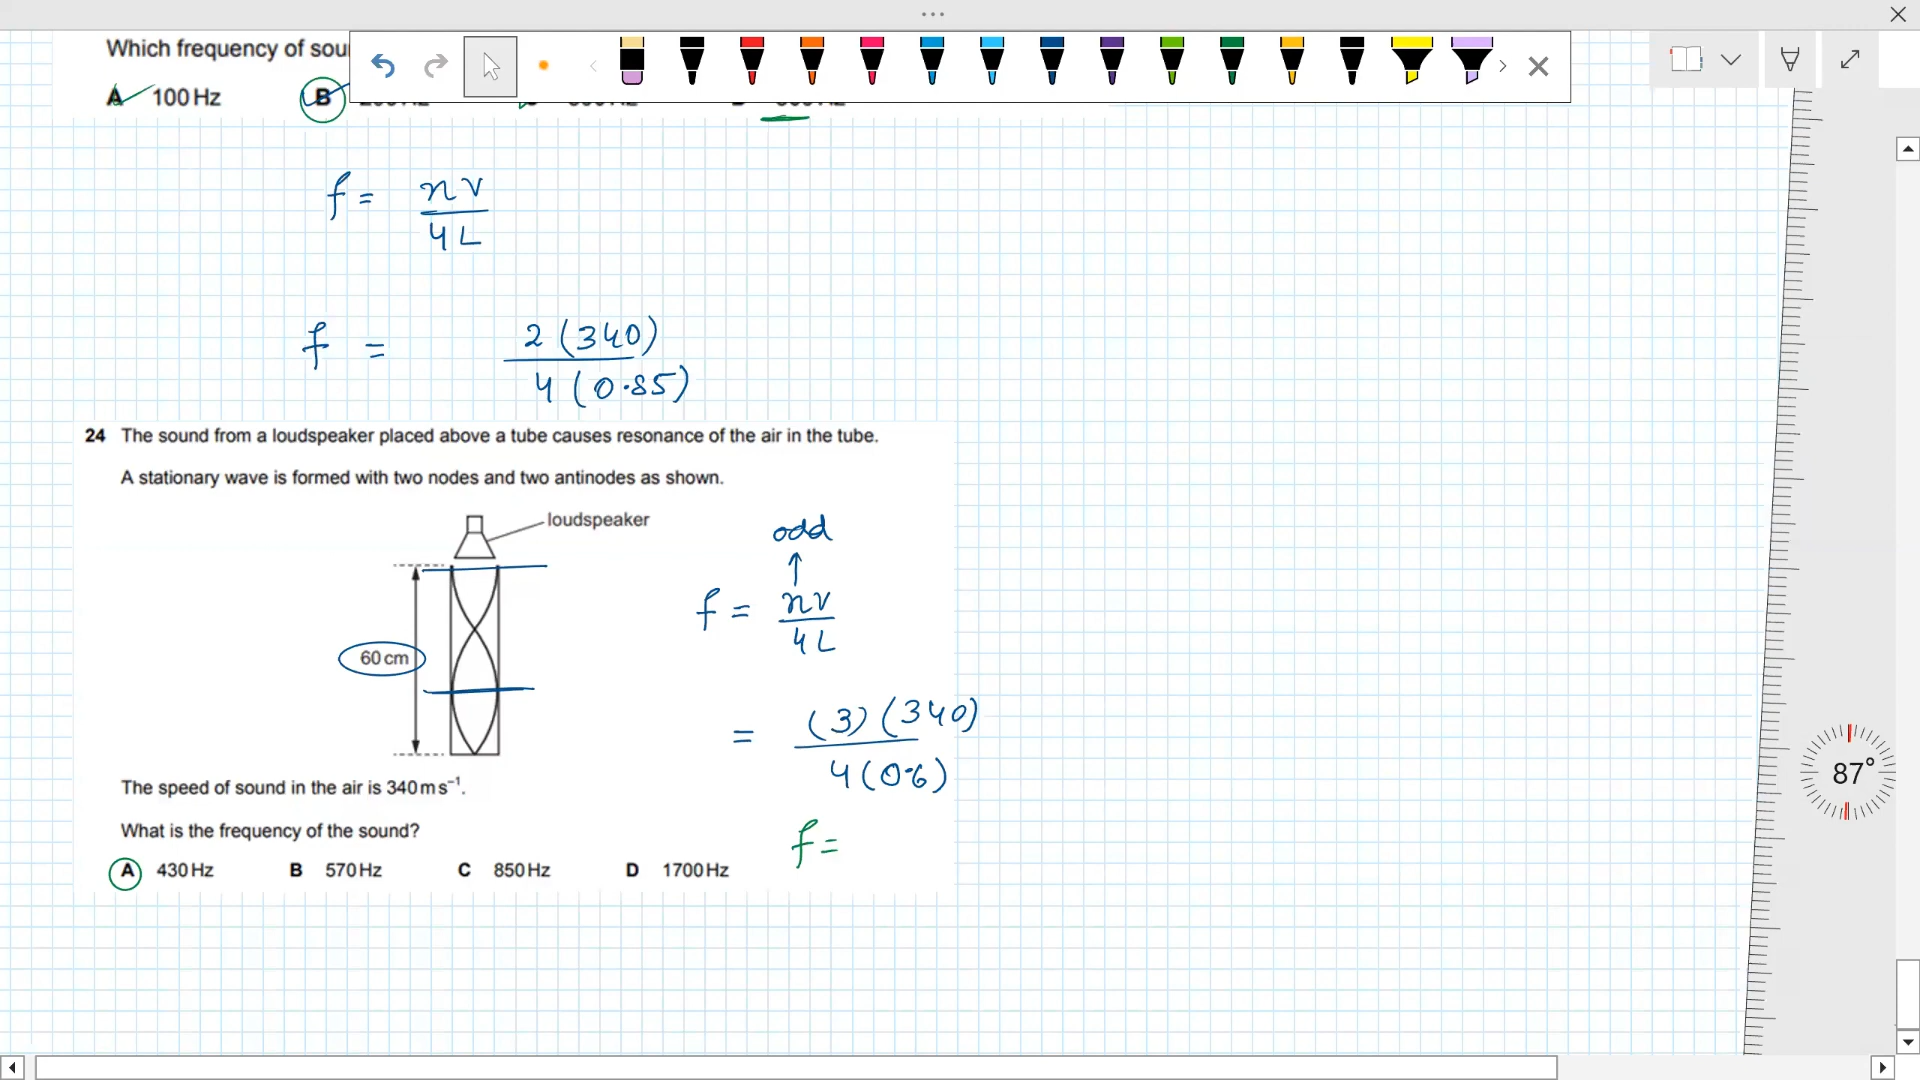 Which frequency of sou
A 100 Hz B
f = nv
4L
f = 2 (340)
4 (0.85)
24 The sound from a loudspeaker placed above a tube causes resonance of the air in the tube.
A stationary wave is formed with two nodes and two antinodes as shown.
loudspeaker
odd
↑
f = nv
4L
60 cm
= (3) (340)
4 (0.6)
The speed of sound in the air is 340 m s⁻¹.
What is the frequency of the sound?
f =
A 430 Hz B 570 Hz C 850 Hz D 1700 Hz
87°